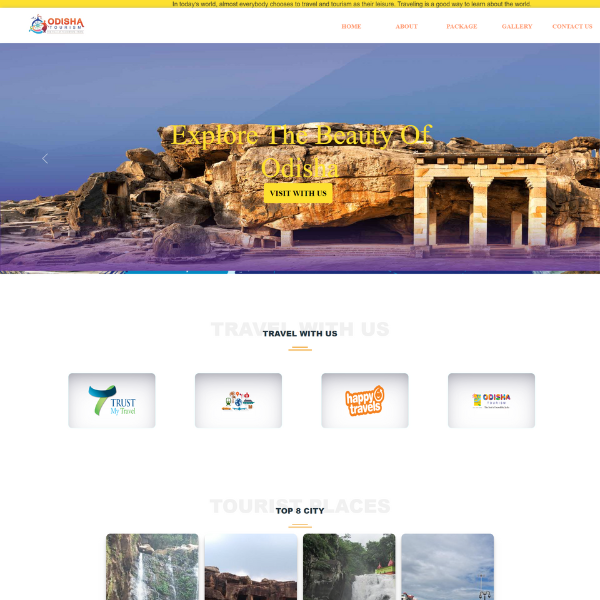 In today's world, almost everybody chooses to travel and tourism as their leisure. Traveling is a good way to learn about the world.
ODISHA
TOURISM
HOME ABOUT PACKAGE GALLERY CONTACT US
Explore The Beauty Of
Odisha
VISIT WITH US
TRAVEL WITH US
TRAVEL WITH US
TRUST
My Travel
happy
travels
ODISHA
TOURISM
TOURIST PLACES
TOP 8 CITY